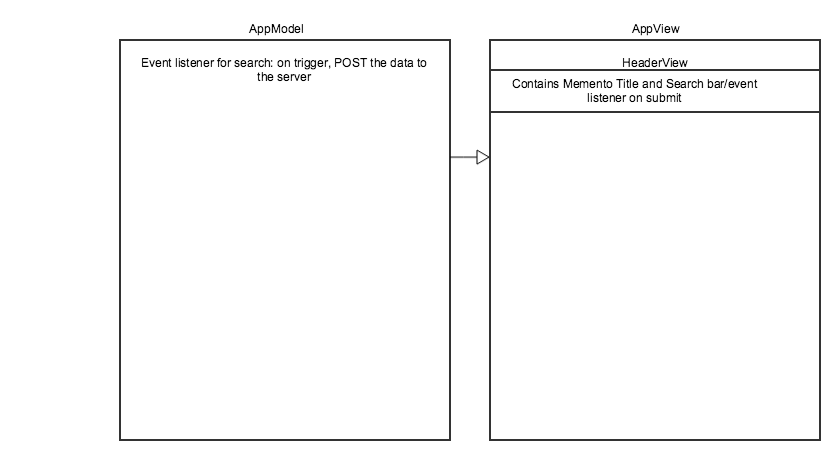 AppModel
Event listener for search: on trigger, POST the data to
the server
AppView
HeaderView
Contains Memento Title and Search bar/event
listener on submit